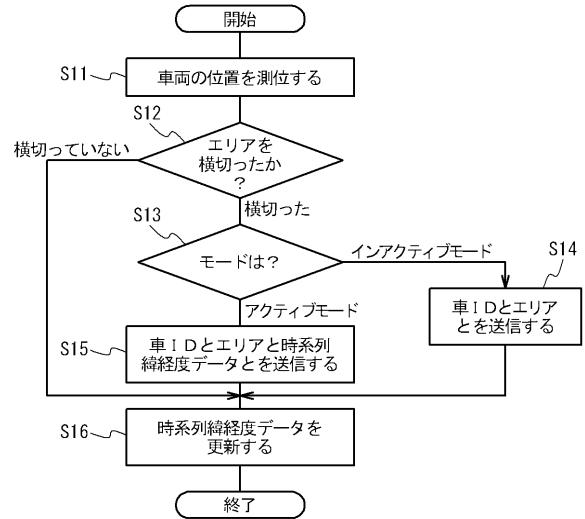 開始
S11
車両の位置を測位する
S12
エリアを
横切ったか
?
横切っていない
横切った
S13
モードは?
インアクティブモード
S14
車IDとエリア
とを送信する
アクティブモード
S15
車IDとエリアと時系列
緯経度データとを送信する
S16
時系列緯経度データを
更新する
終了